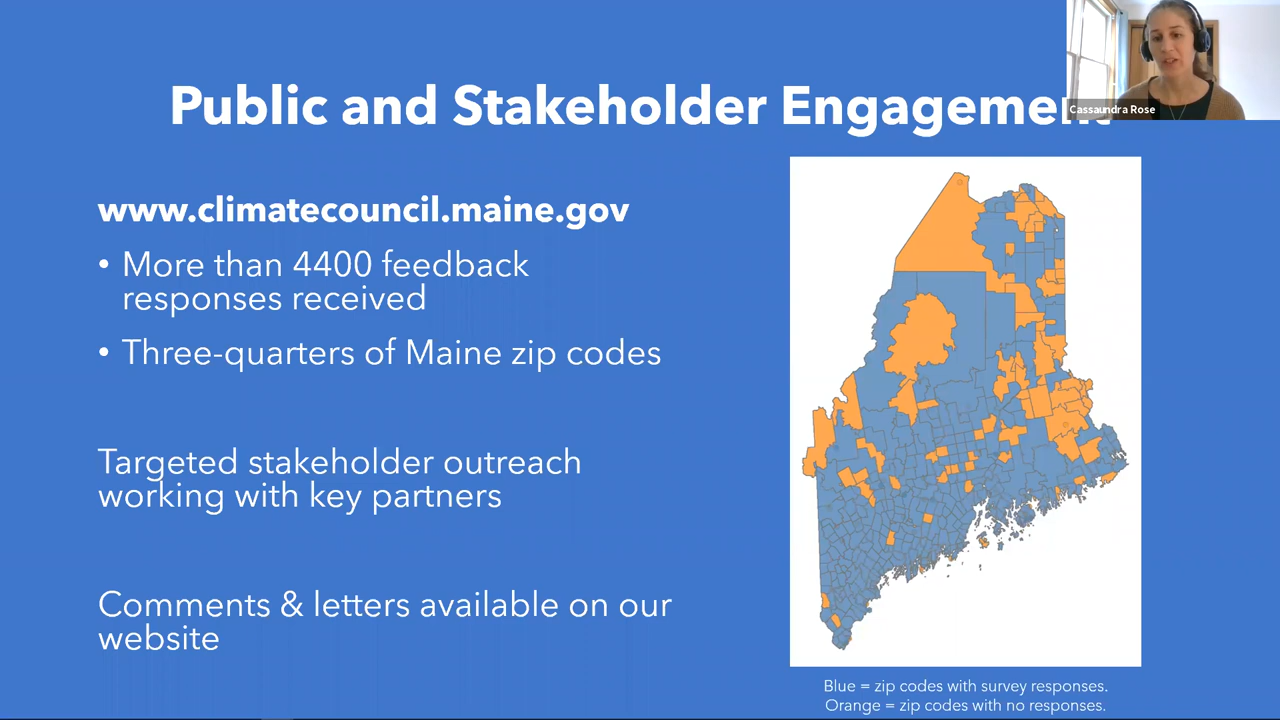 Public and Stakeholder Engagement
Cassaundra Rose
www.climatecouncil.maine.gov
• More than 4400 feedback
responses received
• Three-quarters of Maine zip codes
Targeted stakeholder outreach
working with key partners
Comments & letters available on our
website
Blue = zip codes with survey responses.
Orange = zip codes with no responses.